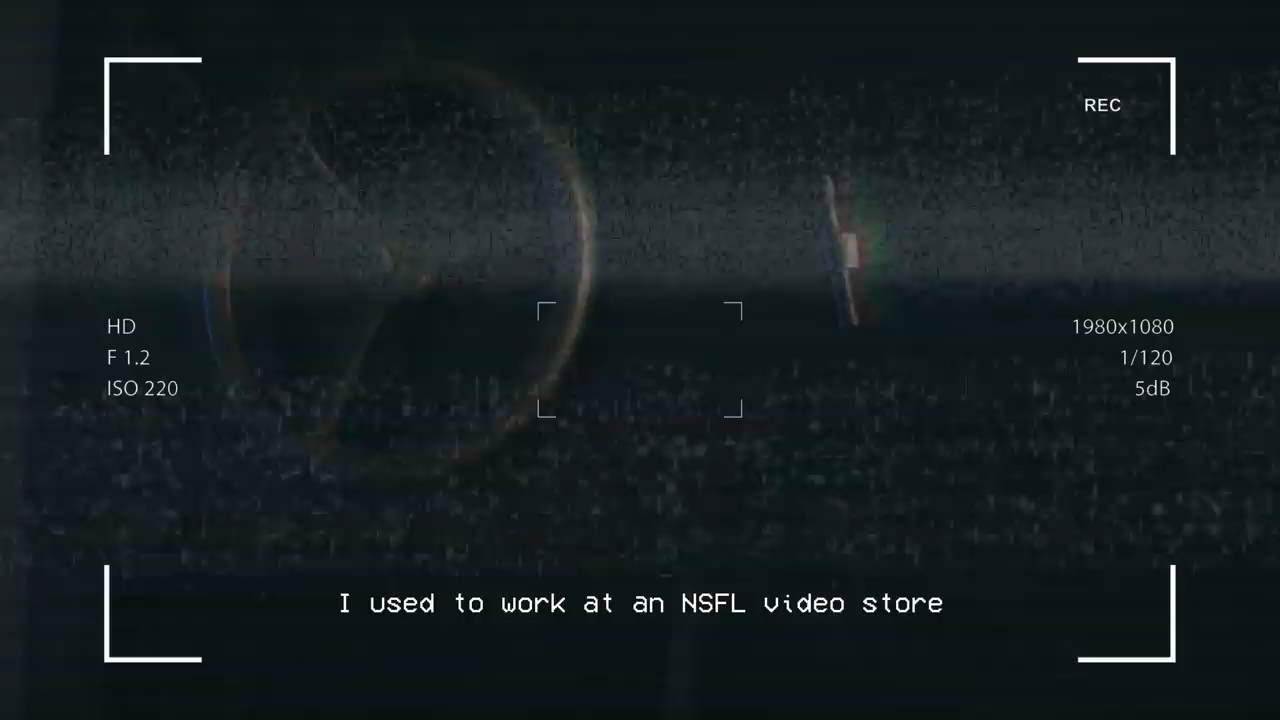 REC
HD
F 1.2
ISO 220
1980x1080
1/120
5dB
I used to work at an NSFL video store